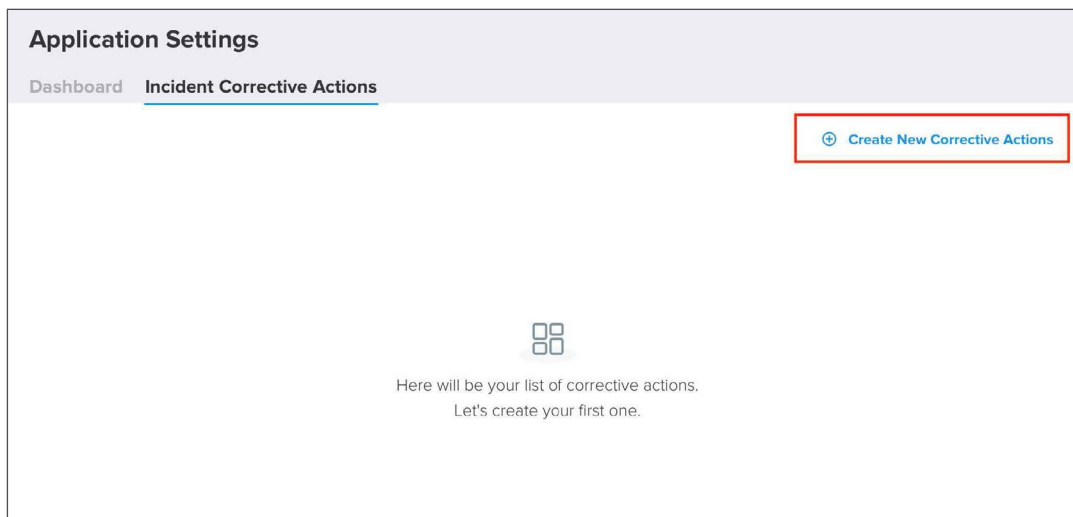 Application Settings
Dashboard Incident Corrective Actions
Create New Corrective Actions
Here will be your list of corrective actions.
Let's create your first one.